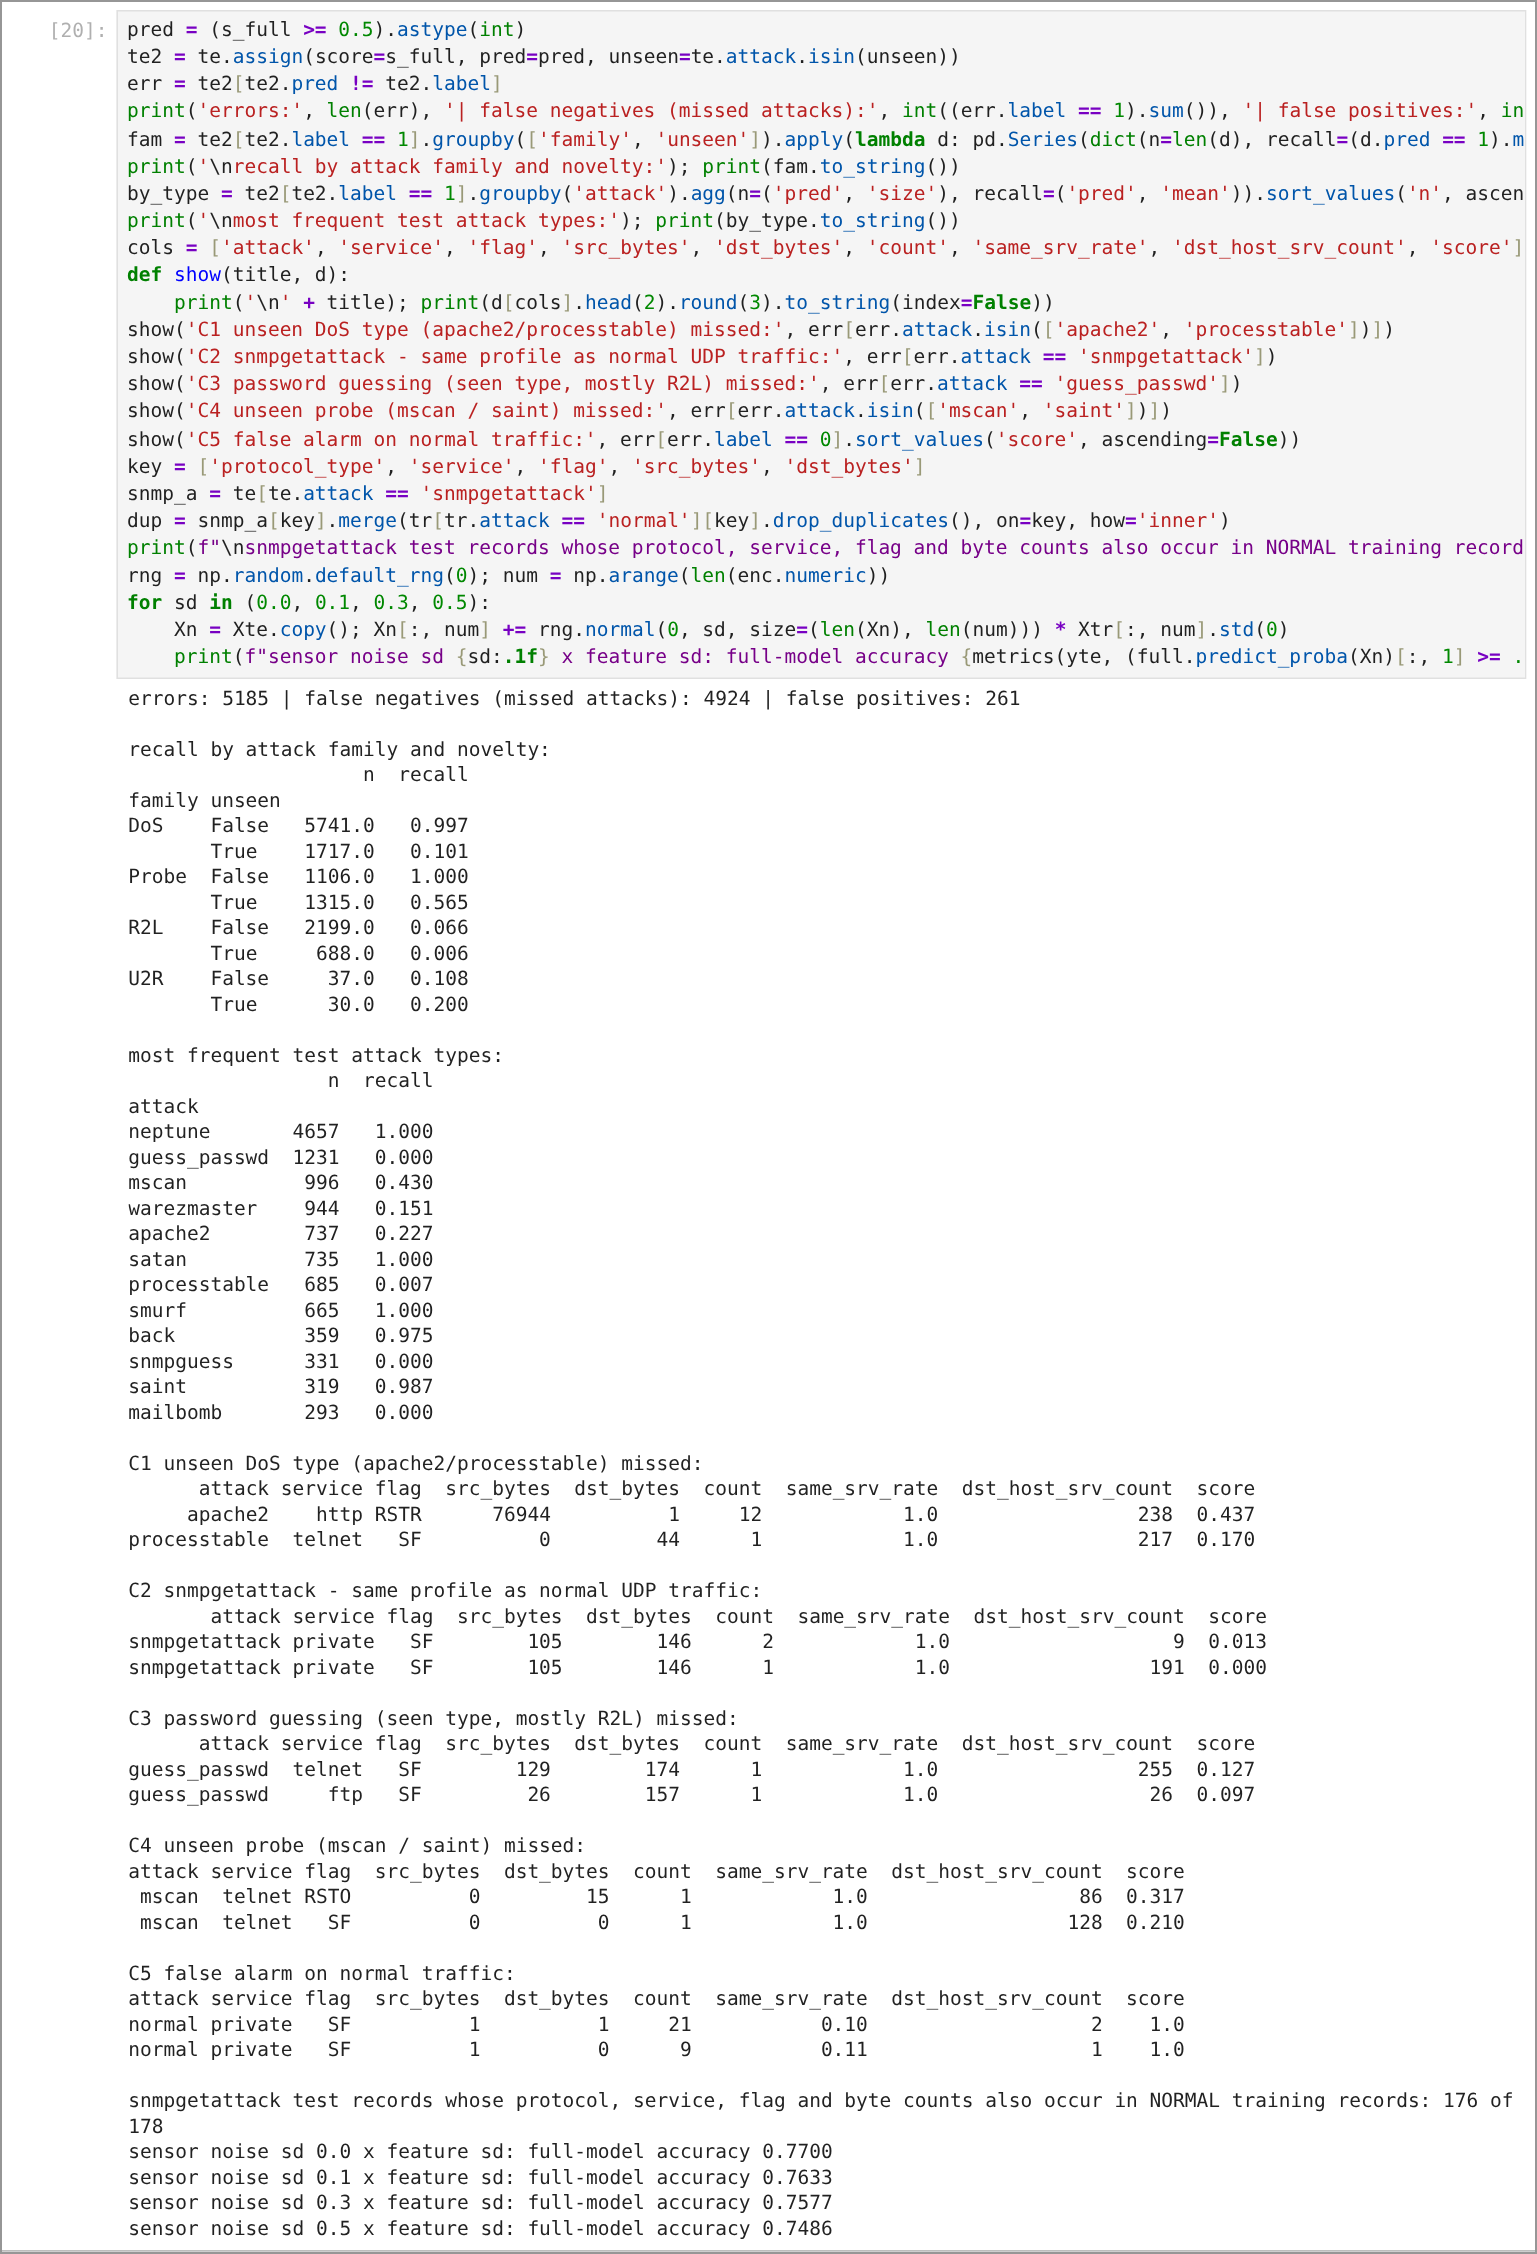 [20]: pred = (s_full >= 0.5).astype(int)
te2 = te.assign(score=s_full, pred=pred, unseen=te.attack.isin(unseen))
err = te2[te2.pred != te2.label]
print('errors:', len(err), '| false negatives (missed attacks):', int((err.label == 1).sum()), '| false positives:', in
fam = te2[te2.label == 1].groupby(['family', 'unseen']).apply(lambda d: pd.Series(dict(n=len(d), recall=(d.pred == 1).m
print('\nrecall by attack family and novelty:'); print(fam.to_string())
by_type = te2[te2.label == 1].groupby('attack').agg(n=('pred', 'size'), recall=('pred', 'mean')).sort_values('n', ascen
print('\nmost frequent test attack types:'); print(by_type.to_string())
cols = ['attack', 'service', 'flag', 'src_bytes', 'dst_bytes', 'count', 'same_srv_rate', 'dst_host_srv_count', 'score']
def show(title, d):
    print('\n' + title); print(d[cols].head(2).round(3).to_string(index=False))
show('C1 unseen DoS type (apache2/processtable) missed:', err[err.attack.isin(['apache2', 'processtable'])])
show('C2 snmpgetattack - same profile as normal UDP traffic:', err[err.attack == 'snmpgetattack'])
show('C3 password guessing (seen type, mostly R2L) missed:', err[err.attack == 'guess_passwd'])
show('C4 unseen probe (mscan / saint) missed:', err[err.attack.isin(['mscan', 'saint'])])
show('C5 false alarm on normal traffic:', err[err.label == 0].sort_values('score', ascending=False))
key = ['protocol_type', 'service', 'flag', 'src_bytes', 'dst_bytes']
snmp_a = te[te.attack == 'snmpgetattack']
dup = snmp_a[key].merge(tr[tr.attack == 'normal'][key].drop_duplicates(), on=key, how='inner')
print(f"\nsnmpgetattack test records whose protocol, service, flag and byte counts also occur in NORMAL training record
rng = np.random.default_rng(0); num = np.arange(len(enc.numeric))
for sd in (0.0, 0.1, 0.3, 0.5):
    Xn = Xte.copy(); Xn[:, num] += rng.normal(0, sd, size=(len(Xn), len(num))) * Xtr[:, num].std(0)
    print(f"sensor noise sd {sd:.1f} x feature sd: full-model accuracy {metrics(yte, (full.predict_proba(Xn)[:, 1] >= .
errors: 5185 | false negatives (missed attacks): 4924 | false positives: 261
recall by attack family and novelty:
n recall
family unseen
DoS False 5741.0 0.997
True 1717.0 0.101
Probe False 1106.0 1.000
True 1315.0 0.565
R2L False 2199.0 0.066
True 688.0 0.006
U2R False 37.0 0.108
True 30.0 0.200
most frequent test attack types:
n recall
attack
neptune 4657 1.000
guess_passwd 1231 0.000
mscan 996 0.430
warezmaster 944 0.151
apache2 737 0.227
satan 735 1.000
processtable 685 0.007
smurf 665 1.000
back 359 0.975
snmpguess 331 0.000
saint 319 0.987
mailbomb 293 0.000
C1 unseen DoS type (apache2/processtable) missed:
attack service flag src_bytes dst_bytes count same_srv_rate dst_host_srv_count score
apache2 http RSTR 76944 1 12 1.0 238 0.437
processtable telnet SF 0 44 1 1.0 217 0.170
C2 snmpgetattack - same profile as normal UDP traffic:
attack service flag src_bytes dst_bytes count same_srv_rate dst_host_srv_count score
snmpgetattack private SF 105 146 2 1.0 9 0.013
snmpgetattack private SF 105 146 1 1.0 191 0.000
C3 password guessing (seen type, mostly R2L) missed:
attack service flag src_bytes dst_bytes count same_srv_rate dst_host_srv_count score
guess_passwd telnet SF 129 174 1 1.0 255 0.127
guess_passwd ftp SF 26 157 1 1.0 26 0.097
C4 unseen probe (mscan / saint) missed:
attack service flag src_bytes dst_bytes count same_srv_rate dst_host_srv_count score
mscan telnet RSTO 0 15 1 1.0 86 0.317
mscan telnet SF 0 0 1 1.0 128 0.210
C5 false alarm on normal traffic:
attack service flag src_bytes dst_bytes count same_srv_rate dst_host_srv_count score
normal private SF 1 1 21 0.10 2 1.0
normal private SF 1 0 9 0.11 1 1.0
snmpgetattack test records whose protocol, service, flag and byte counts also occur in NORMAL training records: 176 of
178
sensor noise sd 0.0 x feature sd: full-model accuracy 0.7700
sensor noise sd 0.1 x feature sd: full-model accuracy 0.7633
sensor noise sd 0.3 x feature sd: full-model accuracy 0.7577
sensor noise sd 0.5 x feature sd: full-model accuracy 0.7486